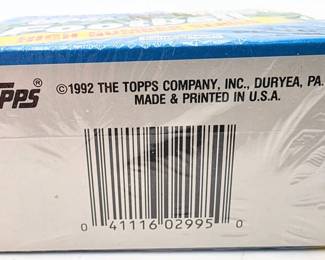 TOPPS®
©1992 THE TOPPS COMPANY, INC., DURYEA, PA.
MADE & PRINTED IN U.S.A.
0 41116 02995 0